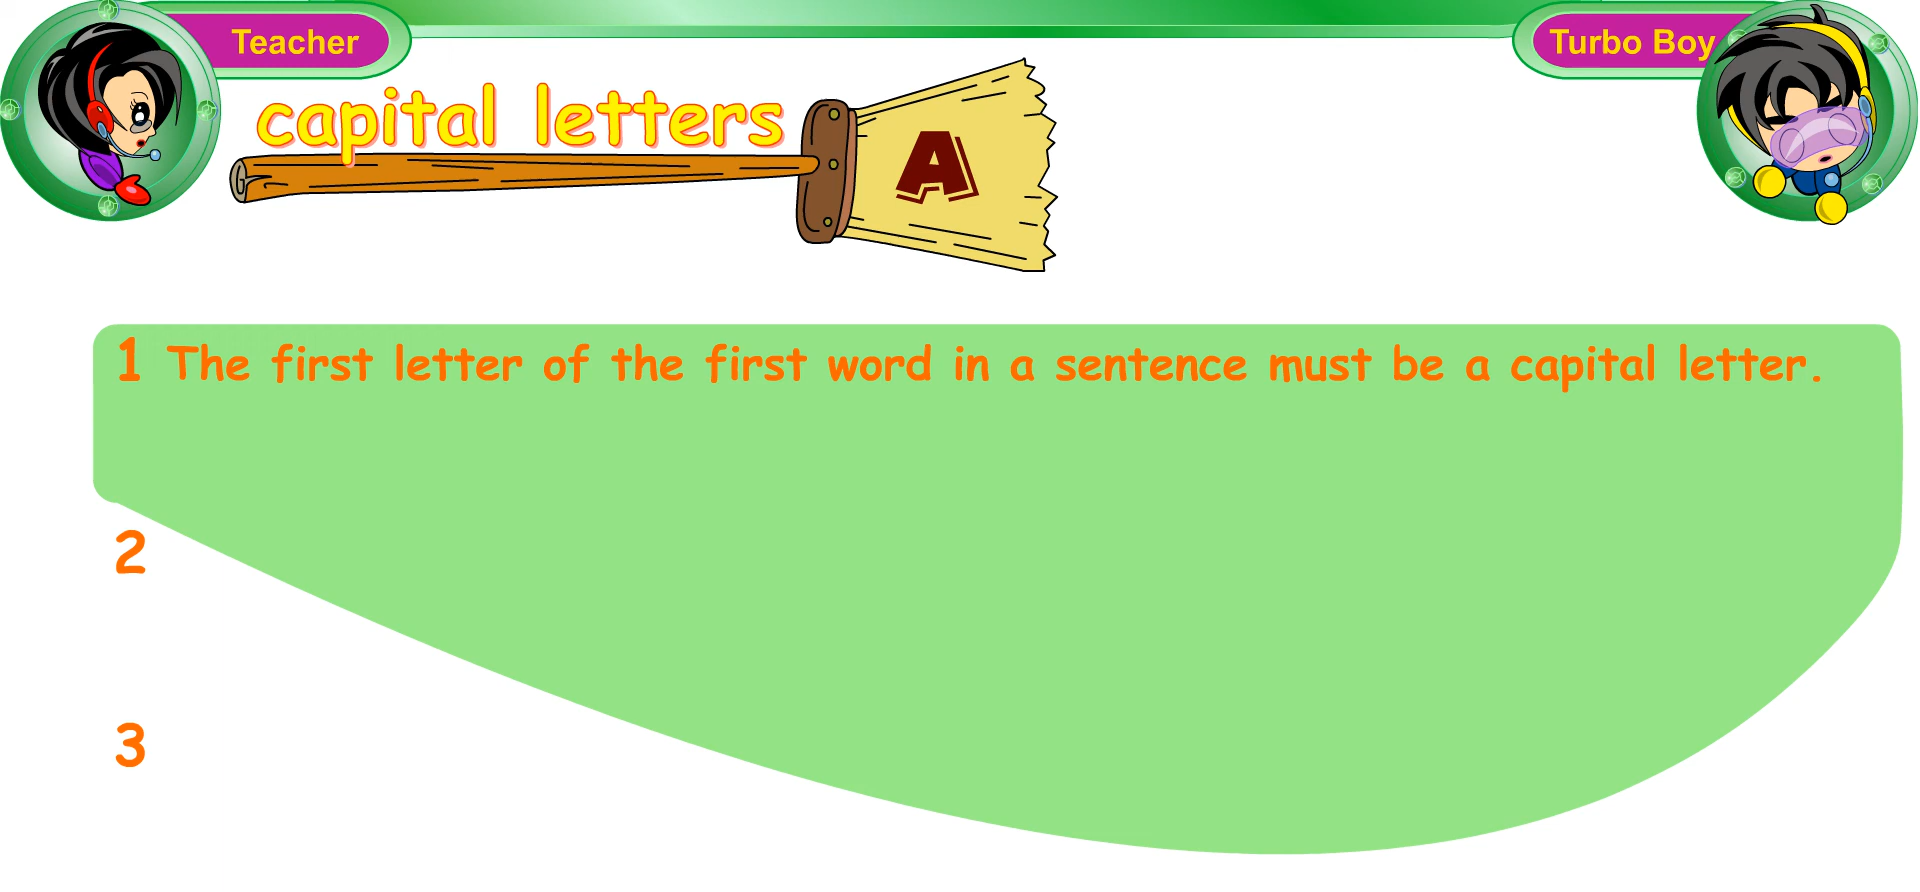 Teacher
Turbo Boy
capital letters
A
1 The first letter of the first word in a sentence must be a capital letter.
2
3